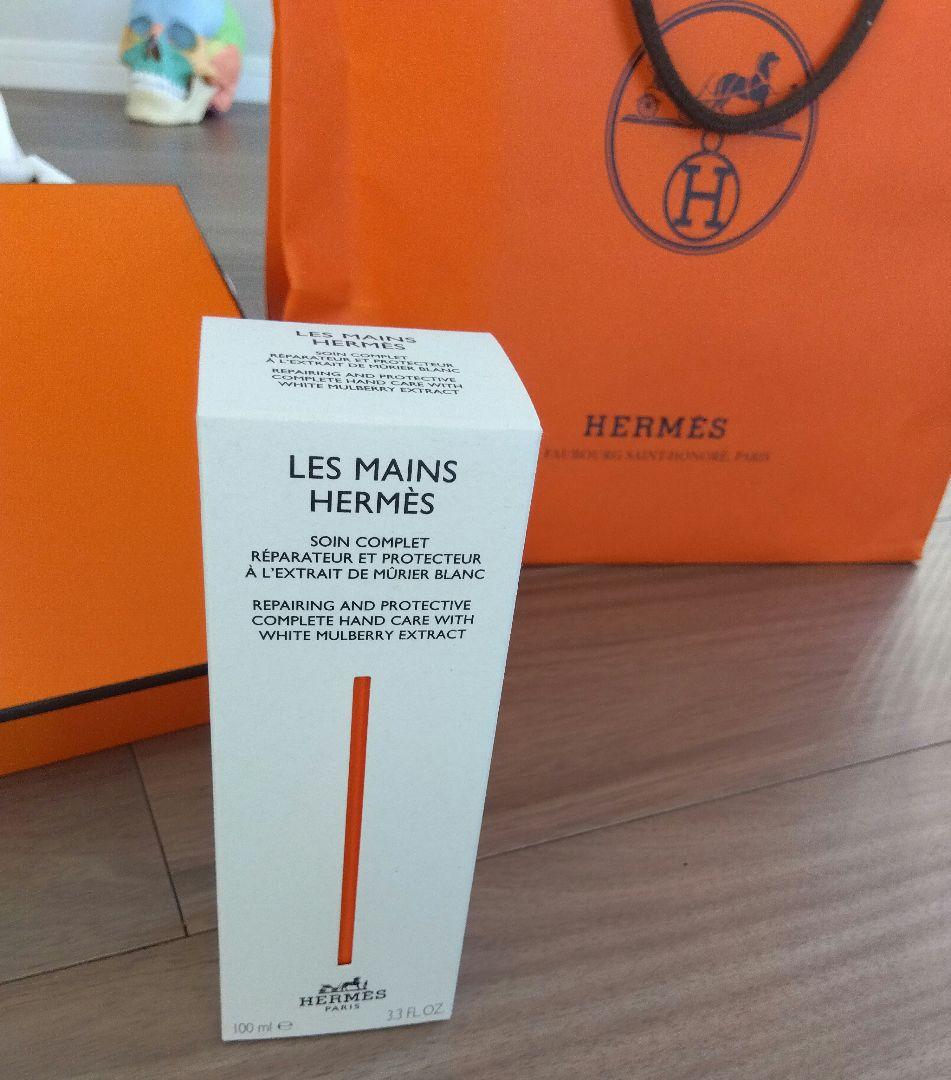 H
HERMÈS
FAUBOURG SAINT-HONORÉ, PARIS
LES MAINS
HERMÈS
SOIN COMPLET
RÉPARATEUR ET PROTECTEUR
À L'EXTRAIT DE MÛRIER BLANC
REPAIRING AND PROTECTIVE
COMPLETE HAND CARE WITH
WHITE MULBERRY EXTRACT
LES MAINS
HERMÈS
SOIN COMPLET
RÉPARATEUR ET PROTECTEUR
À L'EXTRAIT DE MÛRIER BLANC
REPAIRING AND PROTECTIVE
COMPLETE HAND CARE WITH
WHITE MULBERRY EXTRACT
HERMÈS
PARIS
100 ml ℮ 3.3 FL OZ